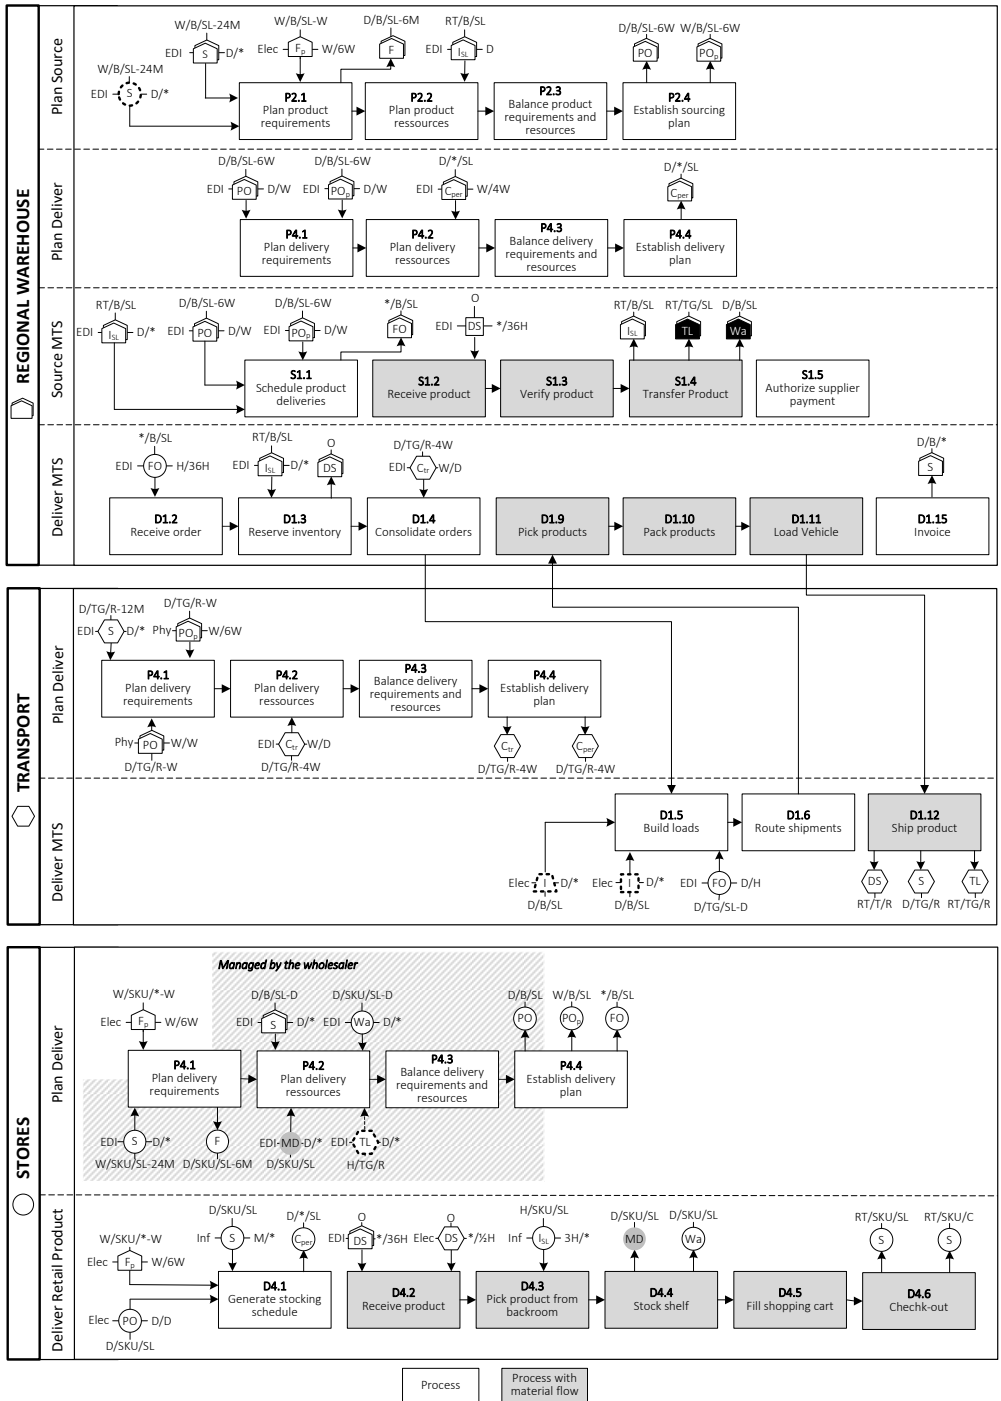 REGIONAL WAREHOUSE
Plan Source
W/B/SL-24M
EDI
S
D/*
W/B/SL-24M
EDI
S
D/*
W/B/SL-W
Elec
Fp
W/6W
D/B/SL-6M
F
RT/B/SL
EDI
ISL
D
D/B/SL-6W
PO
W/B/SL-6W
POp
P2.1
Plan product
requirements
P2.2
Plan product
ressources
P2.3
Balance product
requirements and
resources
P2.4
Establish sourcing
plan
Plan Deliver
D/B/SL-6W
EDI
PO
D/W
D/B/SL-6W
EDI
POp
D/W
D/*/SL
EDI
Cper
W/4W
D/*/SL
Cper
P4.1
Plan delivery
requirements
P4.2
Plan delivery
ressources
P4.3
Balance delivery
requirements and
resources
P4.4
Establish delivery
plan
Source MTS
RT/B/SL
EDI
ISL
D/*
D/B/SL-6W
EDI
PO
D/W
D/B/SL-6W
EDI
POp
D/W
*/B/SL
FO
O
EDI
DS
*/36H
RT/B/SL
ISL
RT/TG/SL
TL
D/B/SL
Wa
S1.1
Schedule product
deliveries
S1.2
Receive product
S1.3
Verify product
S1.4
Transfer Product
S1.5
Authorize supplier
payment
Deliver MTS
*/B/SL
EDI
FO
H/36H
RT/B/SL
EDI
ISL
D/*
O
DS
D/TG/R-4W
EDI
Ctr
W/D
D/B/*
S
D1.2
Receive order
D1.3
Reserve inventory
D1.4
Consolidate orders
D1.9
Pick products
D1.10
Pack products
D1.11
Load Vehicle
D1.15
Invoice
TRANSPORT
Plan Deliver
D/TG/R-12M
EDI
S
D/*
D/TG/R-W
Phy
POp
W/6W
P4.1
Plan delivery
requirements
P4.2
Plan delivery
ressources
P4.3
Balance delivery
requirements and
resources
P4.4
Establish delivery
plan
Phy
PO
W/W
D/TG/R-W
EDI
Ctr
W/D
D/TG/R-4W
Ctr
D/TG/R-4W
Cper
D/TG/R-4W
Deliver MTS
D1.5
Build loads
D1.6
Route shipments
D1.12
Ship product
Elec
I
D/*
D/B/SL
Elec
I
D/*
D/B/SL
EDI
FO
D/H
D/TG/SL-D
DS
RT/T/R
S
D/TG/R
TL
RT/TG/R
STORES
Plan Deliver
Managed by the wholesaler
W/SKU/*-W
Elec
Fp
W/6W
D/B/SL-D
EDI
S
D/*
D/SKU/SL-D
EDI
Wa
D/*
D/B/SL
PO
W/B/SL
POp
*/B/SL
FO
P4.1
Plan delivery
requirements
P4.2
Plan delivery
ressources
P4.3
Balance delivery
requirements and
resources
P4.4
Establish delivery
plan
EDI
S
D/*
W/SKU/SL-24M
F
D/SKU/SL-6M
EDI
MD
D/*
D/SKU/SL
EDI
TL
D/*
H/TG/R
Deliver Retail Product
W/SKU/*-W
Elec
Fp
W/6W
Elec
PO
D/D
D/SKU/SL
D/SKU/SL
Inf
S
M/*
D/*/SL
Cper
O
EDI
DS
*/36H
O
Elec
DS
*/½H
H/SKU/SL
Inf
ISL
3H/*
D/SKU/SL
MD
D/SKU/SL
Wa
RT/SKU/SL
S
RT/SKU/C
S
D4.1
Generate stocking
schedule
D4.2
Receive product
D4.3
Pick product from
backroom
D4.4
Stock shelf
D4.5
Fill shopping cart
D4.6
Chechk-out
Process
Process with
material flow